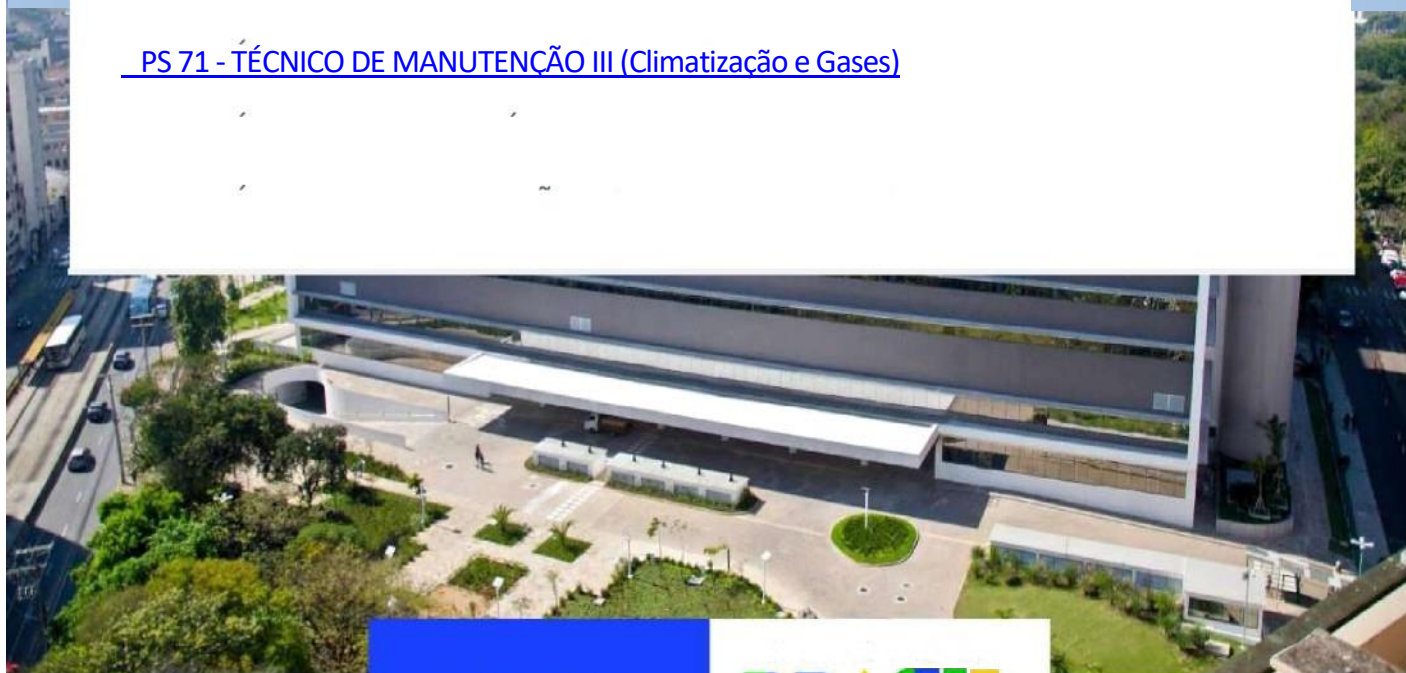 PS 71 - TÉCNICO DE MANUTENÇÃO III (Climatização e Gases)